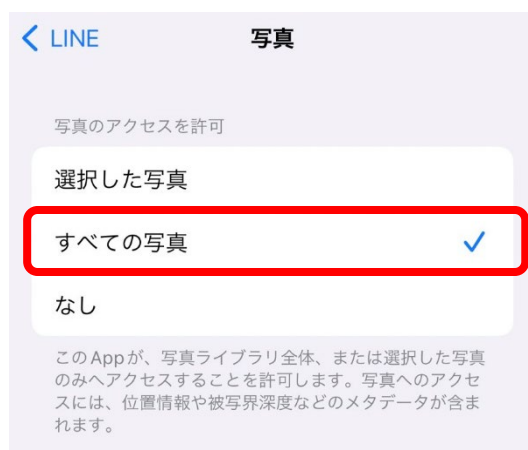 LINE 写真
写真のアクセスを許可
選択した写真
すべての写真
なし
このAppが、写真ライブラリ全体、または選択した写真
のみへアクセスすることを許可します。写真へのアクセ
スには、位置情報や被写界深度などのメタデータが含ま
れます。